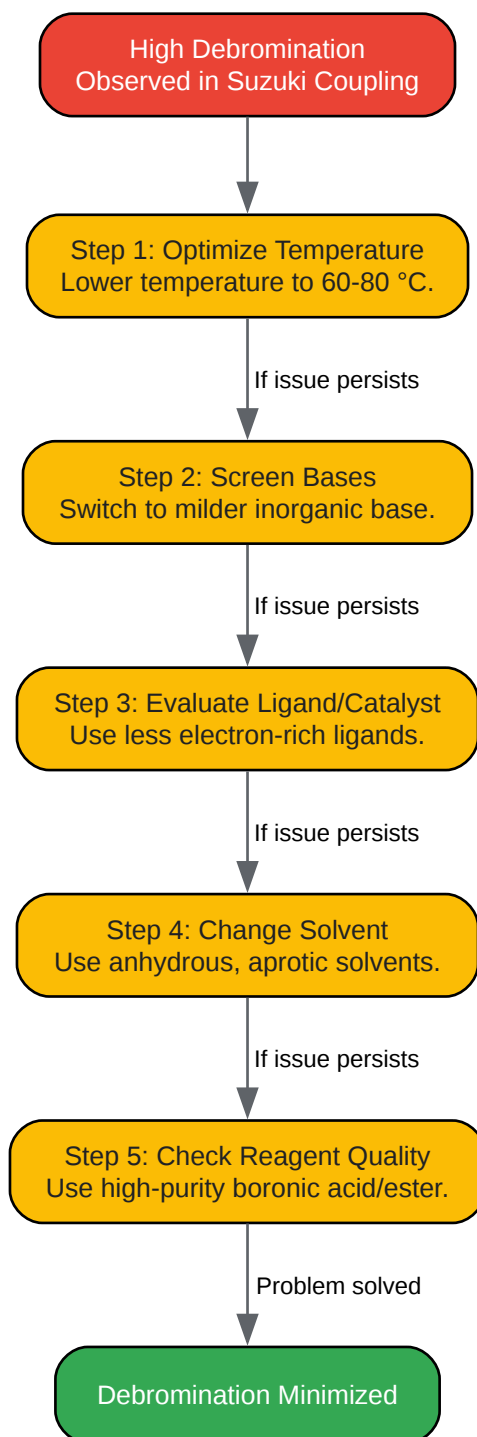 High Debromination
Observed in Suzuki Coupling
Step 1: Optimize Temperature
Lower temperature to 60-80 °C.
If issue persists
Step 2: Screen Bases
Switch to milder inorganic base.
If issue persists
Step 3: Evaluate Ligand/Catalyst
Use less electron-rich ligands.
If issue persists
Step 4: Change Solvent
Use anhydrous, aprotic solvents.
If issue persists
Step 5: Check Reagent Quality
Use high-purity boronic acid/ester.
Problem solved
Debromination Minimized